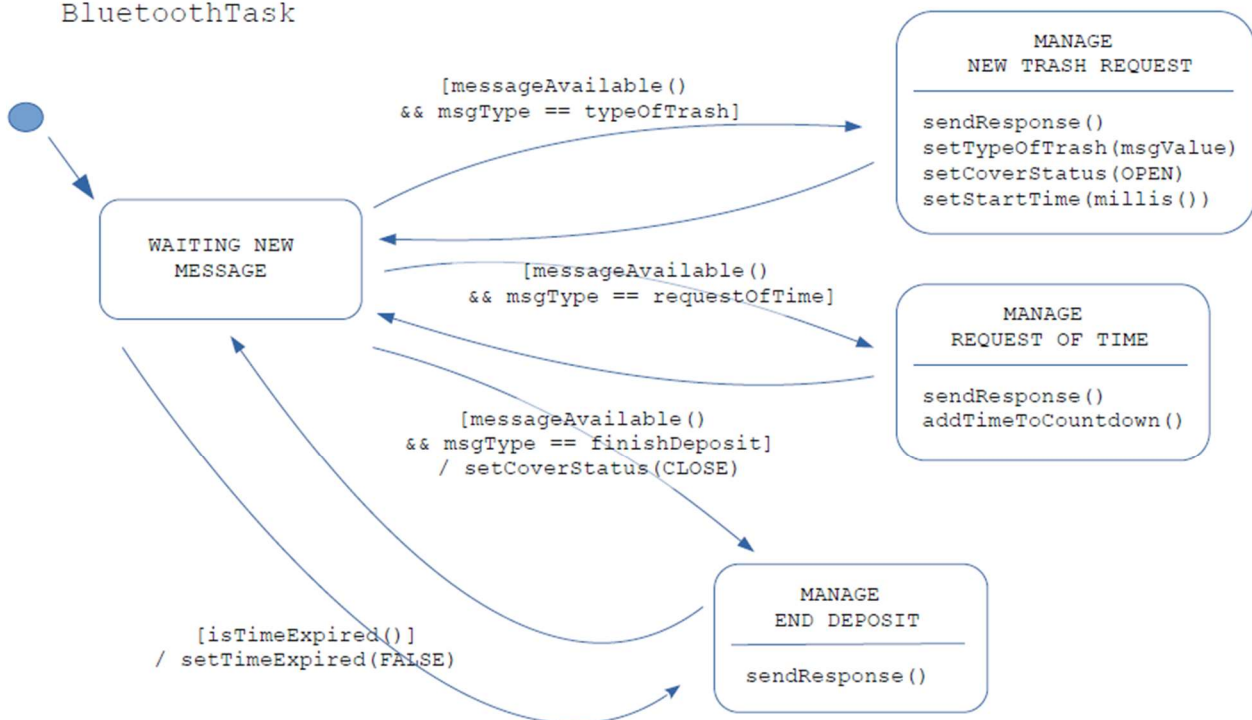 BluetoothTask
MANAGE
NEW TRASH REQUEST
sendResponse()
setTypeOfTrash(msgValue)
setCoverStatus(OPEN)
setStartTime(millis())
[messageAvailable()
&& msgType == typeOfTrash]
WAITING NEW
MESSAGE
[messageAvailable()
&& msgType == requestOfTime]
MANAGE
REQUEST OF TIME
sendResponse()
addTimeToCountdown()
[messageAvailable()
&& msgType == finishDeposit]
/ setCoverStatus(CLOSE)
MANAGE
END DEPOSIT
sendResponse()
[isTimeExpired()]
/ setTimeExpired(FALSE)